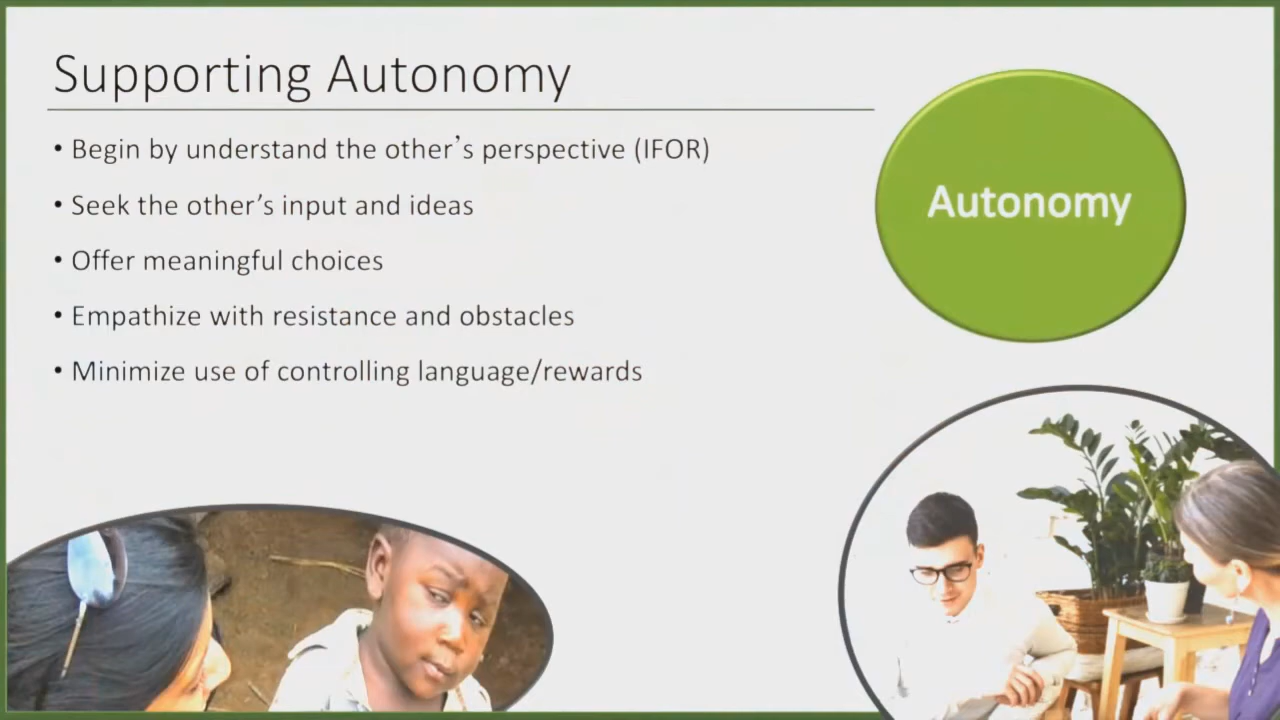 Supporting Autonomy
• Begin by understand the other’s perspective (IFOR)
• Seek the other’s input and ideas
• Offer meaningful choices
• Empathize with resistance and obstacles
• Minimize use of controlling language/rewards
Autonomy